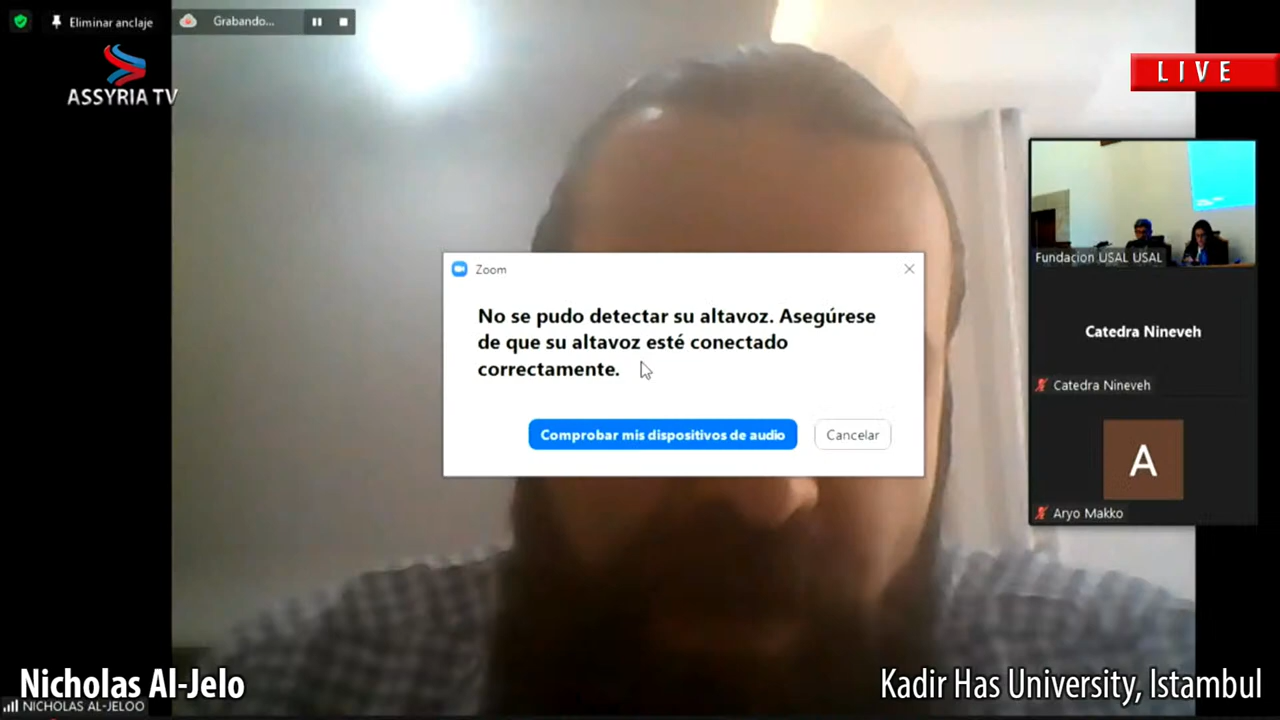 Eliminar anclaje
Grabando...
ASSYRIA TV
LIVE
Zoom
No se pudo detectar su altavoz. Asegúrese
de que su altavoz esté conectado
correctamente.
Comprobar mis dispositivos de audio
Cancelar
Fundacion USAL USAL
Catedra Nineveh
Catedra Nineveh
A
Aryo Makko
Nicholas Al-Jelo
NICHOLAS AL-JELOO
Kadir Has University, Istambul